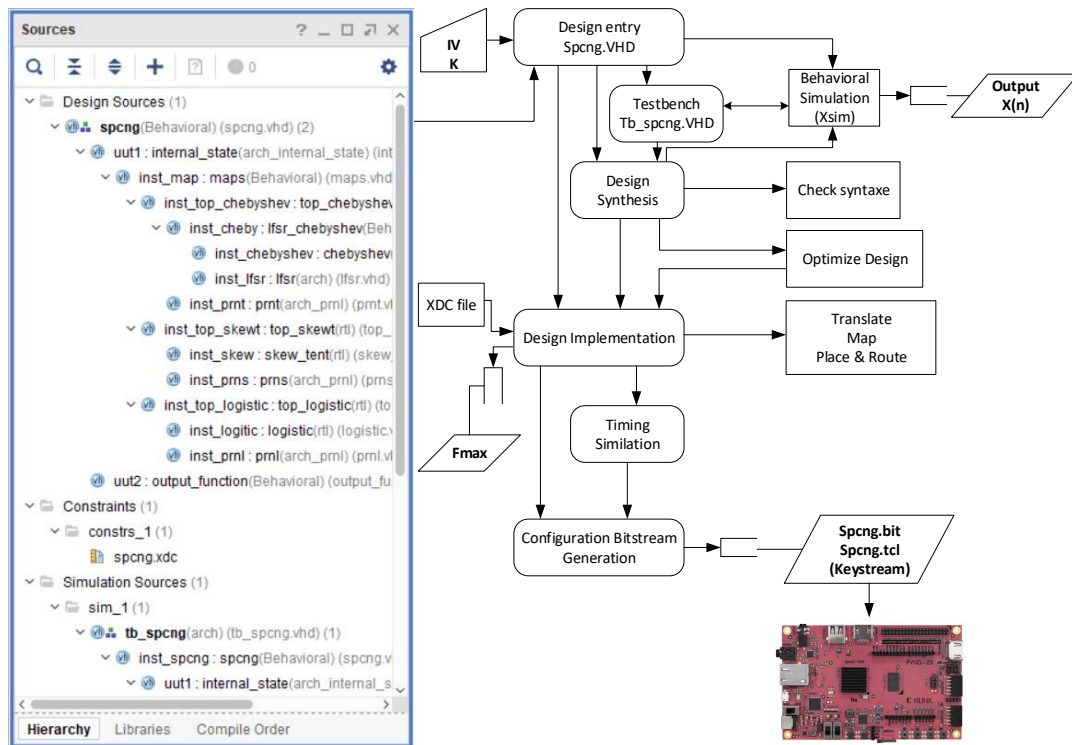 Sources
? _ □ ↗ ×
0
Design Sources (1)
spcng(Behavioral) (spcng.vhd) (2)
uut1 : internal_state(arch_internal_state) (int
inst_map : maps(Behavioral) (maps.vhd
inst_top_chebyshev : top_chebyshev
inst_cheby : lfsr_chebyshev(Beh
inst_chebyshev : chebyshev(
inst_lfsr : lfsr(arch) (lfsr.vhd)
inst_prnt : prnt(arch_prnl) (prnt.vl
inst_top_skewt : top_skewt(rtl) (top_
inst_skew : skew_tent(rtl) (skew_
inst_prns : prns(arch_prnl) (prns
inst_top_logistic : top_logistic(rtl) (to
inst_logitic : logistic(rtl) (logistic.v
inst_prnl : prnl(arch_prnl) (prnl.vl
uut2 : output_function(Behavioral) (output_fu
Constraints (1)
constrs_1 (1)
spcng.xdc
Simulation Sources (1)
sim_1 (1)
tb_spcng(arch) (tb_spcng.vhd) (1)
inst_spcng : spcng(Behavioral) (spcng.v
uut1 : internal_state(arch_internal_s
Hierarchy Libraries Compile Order
IV
K
Design entry
Spcng.VHD
Testbench
Tb_spcng.VHD
Behavioral
Simulation
(Xsim)
Output
X(n)
Design
Synthesis
Check syntaxe
Optimize Design
XDC file
Design Implementation
Translate
Map
Place & Route
Fmax
Timing
Similation
Configuration Bitstream
Generation
Spcng.bit
Spcng.tcl
(Keystream)
XILINX